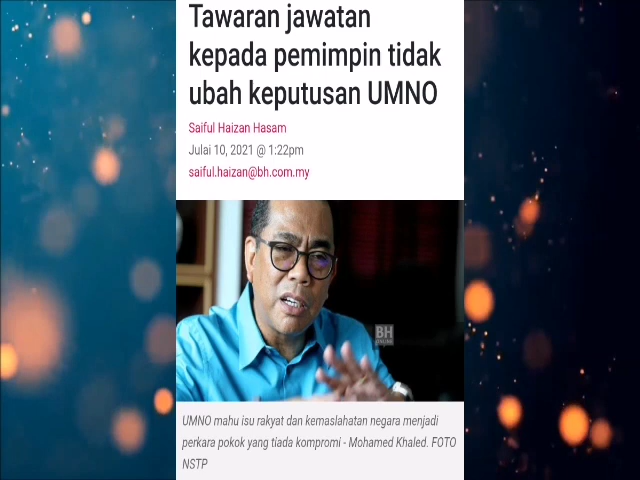 Tawaran jawatan
kepada pemimpin tidak
ubah keputusan UMNO
Saiful Haizan Hasam
Julai 10, 2021 @ 1:22pm
saiful.haizan@bh.com.my
BH
UMNO mahu isu rakyat dan kemaslahatan negara menjadi
perkara pokok yang tiada kompromi - Mohamed Khaled. FOTO
NSTP